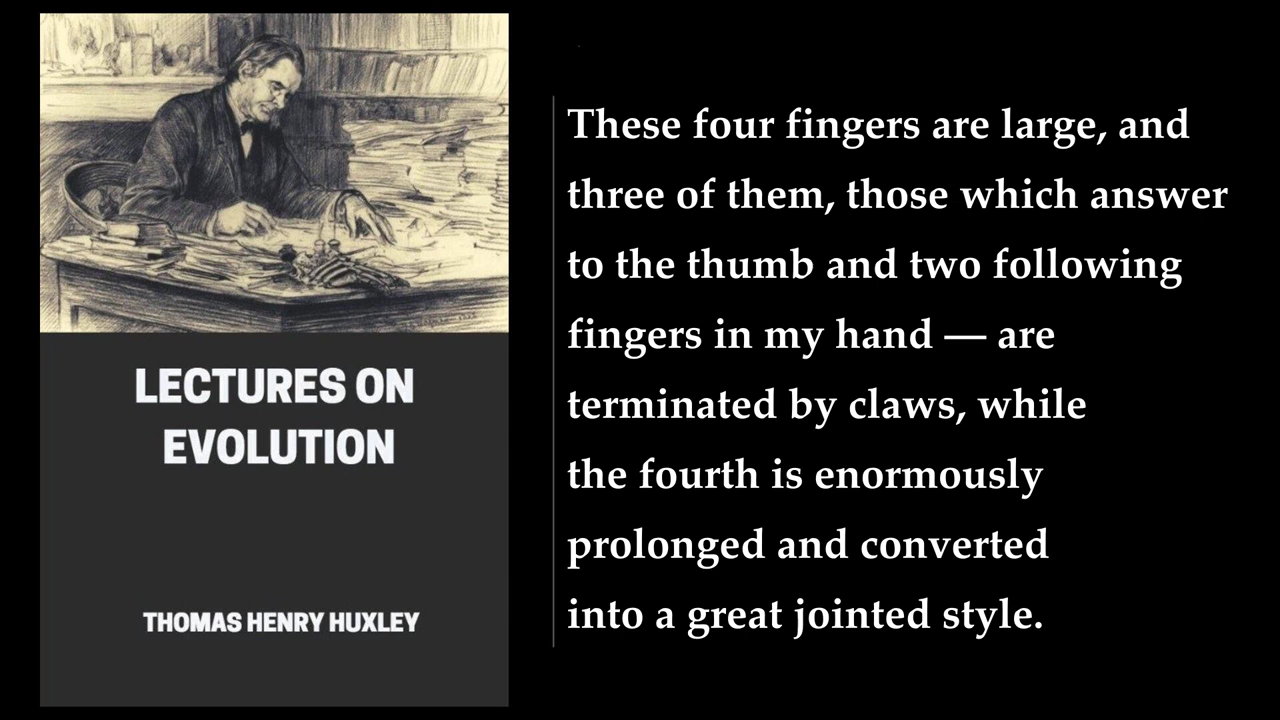 LECTURES ON
EVOLUTION
THOMAS HENRY HUXLEY
These four fingers are large, and
three of them, those which answer
to the thumb and two following
fingers in my hand — are
terminated by claws, while
the fourth is enormously
prolonged and converted
into a great jointed style.